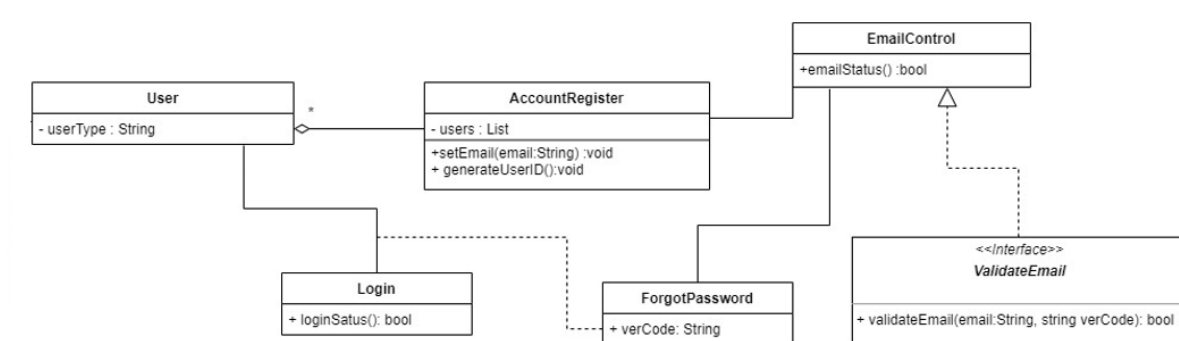 EmailControl
+emailStatus() :bool
User
- userType : String
*
AccountRegister
- users : List
+setEmail(email:String) :void
+ generateUserID():void
<<Interface>>
ValidateEmail
+ validateEmail(email:String, string verCode): bool
Login
+ loginSatus(): bool
ForgotPassword
+ verCode: String